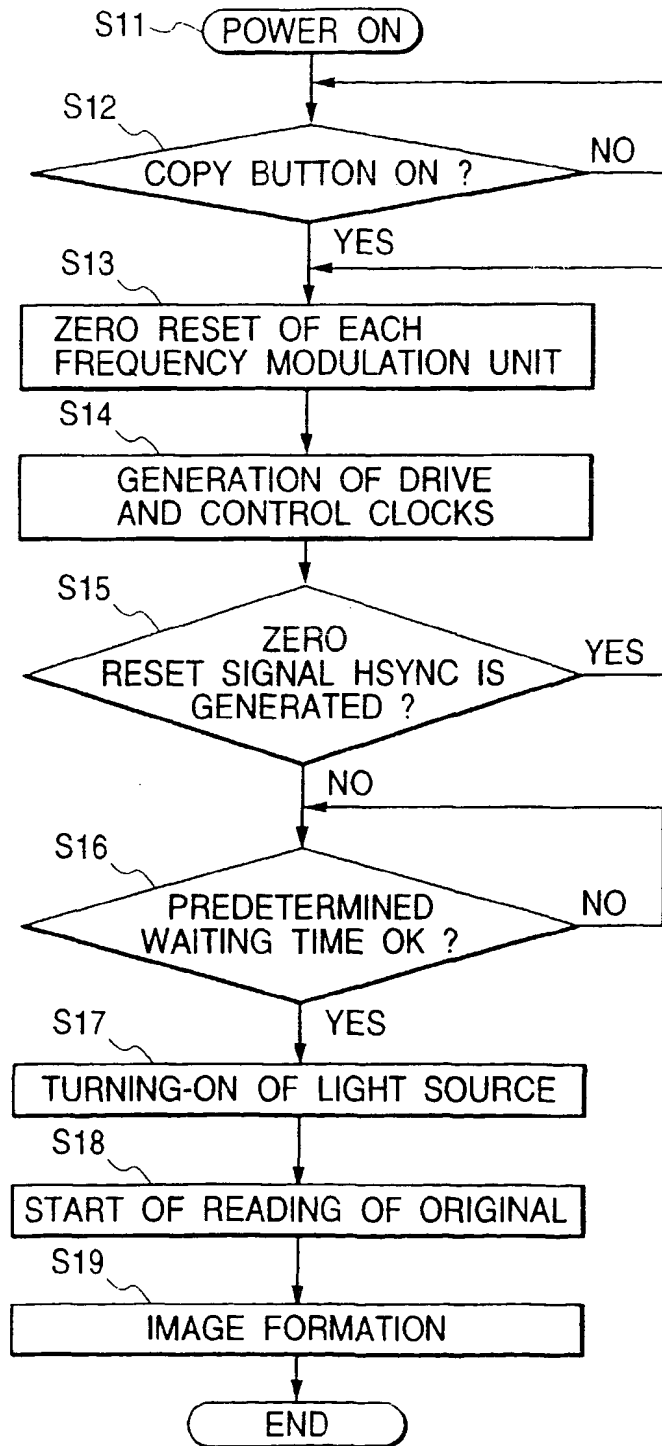 S11
POWER ON
S12
COPY BUTTON ON ?
NO
YES
S13
ZERO RESET OF EACH
FREQUENCY MODULATION UNIT
S14
GENERATION OF DRIVE
AND CONTROL CLOCKS
S15
ZERO
RESET SIGNAL HSYNC IS
GENERATED ?
YES
NO
S16
PREDETERMINED
WAITING TIME OK ?
NO
YES
S17
TURNING-ON OF LIGHT SOURCE
S18
START OF READING OF ORIGINAL
S19
IMAGE FORMATION
END